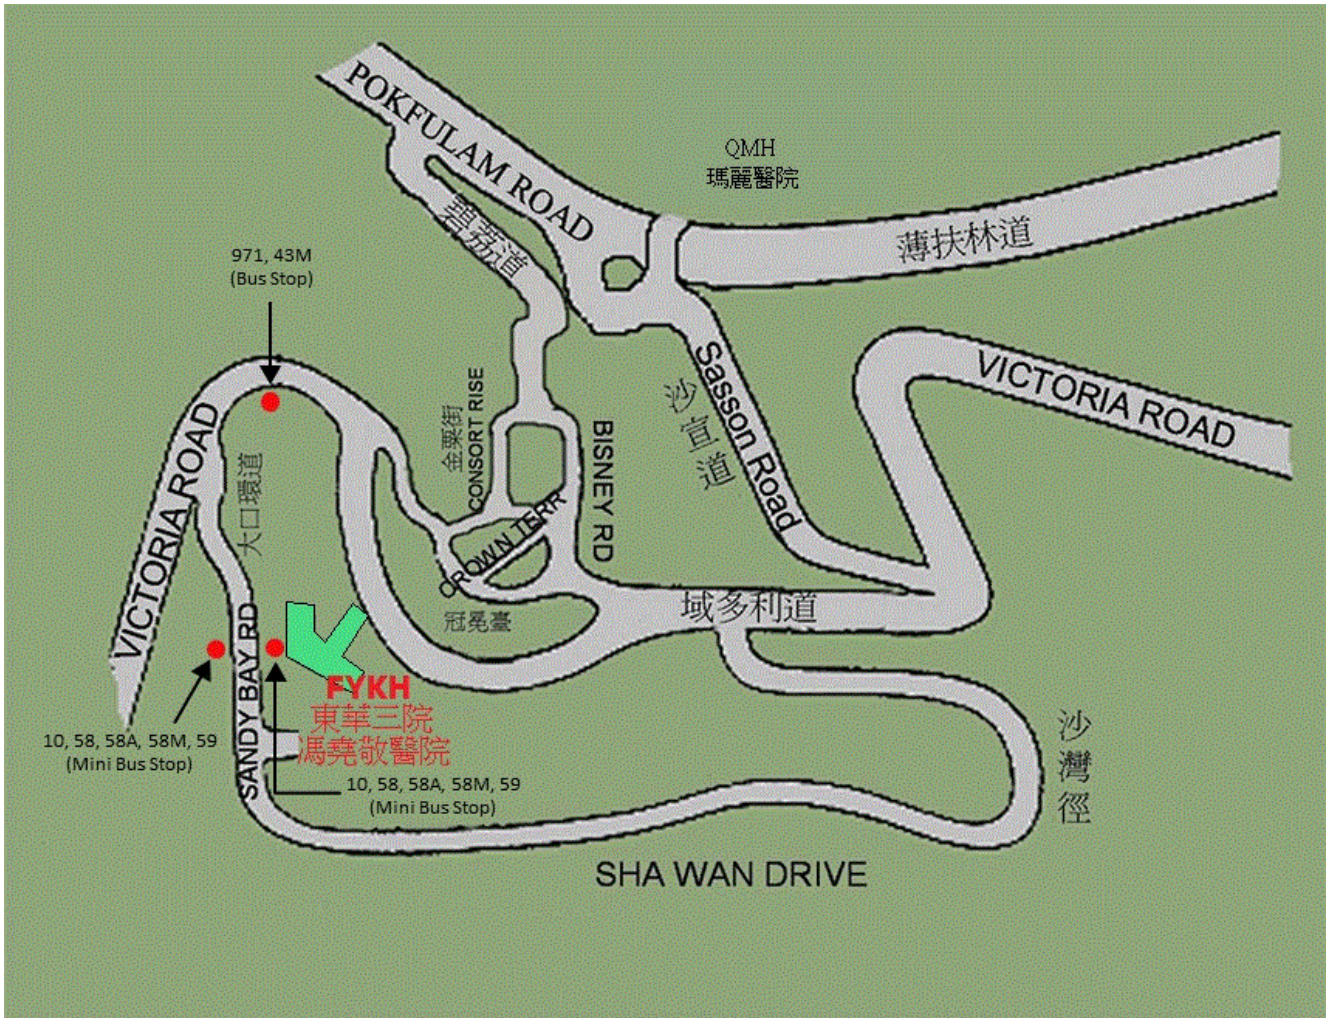 POKFULAM ROAD
QMH
瑪麗醫院
碧荔道
薄扶林道
971, 43M
(Bus Stop)
VICTORIA ROAD
Sasson Road
沙宣道
金粟街
CONSORT RISE
BISNEY RD
VICTORIA ROAD
大口環道
CROWN TERR
冠冕臺
域多利道
SANDY BAY RD
FYKH
東華三院
馮堯敬醫院
沙灣徑
10, 58, 58A, 58M, 59
(Mini Bus Stop)
10, 58, 58A, 58M, 59
(Mini Bus Stop)
SHA WAN DRIVE